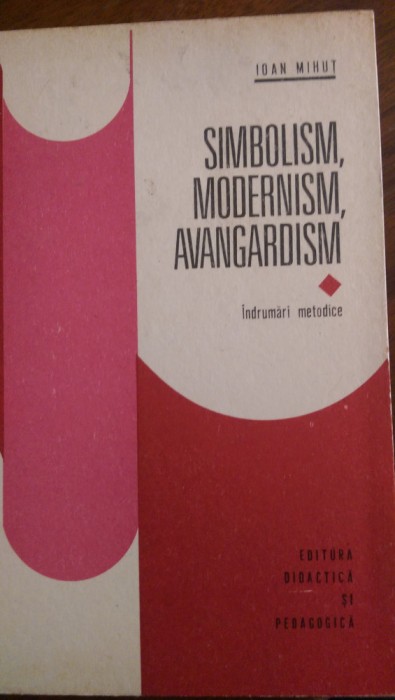 IOAN MIHUȚ
SIMBOLISM,
MODERNISM,
AVANGARDISM
Îndrumări metodice
EDITURA
DIDACTICĂ
ȘI
PEDAGOGICĂ